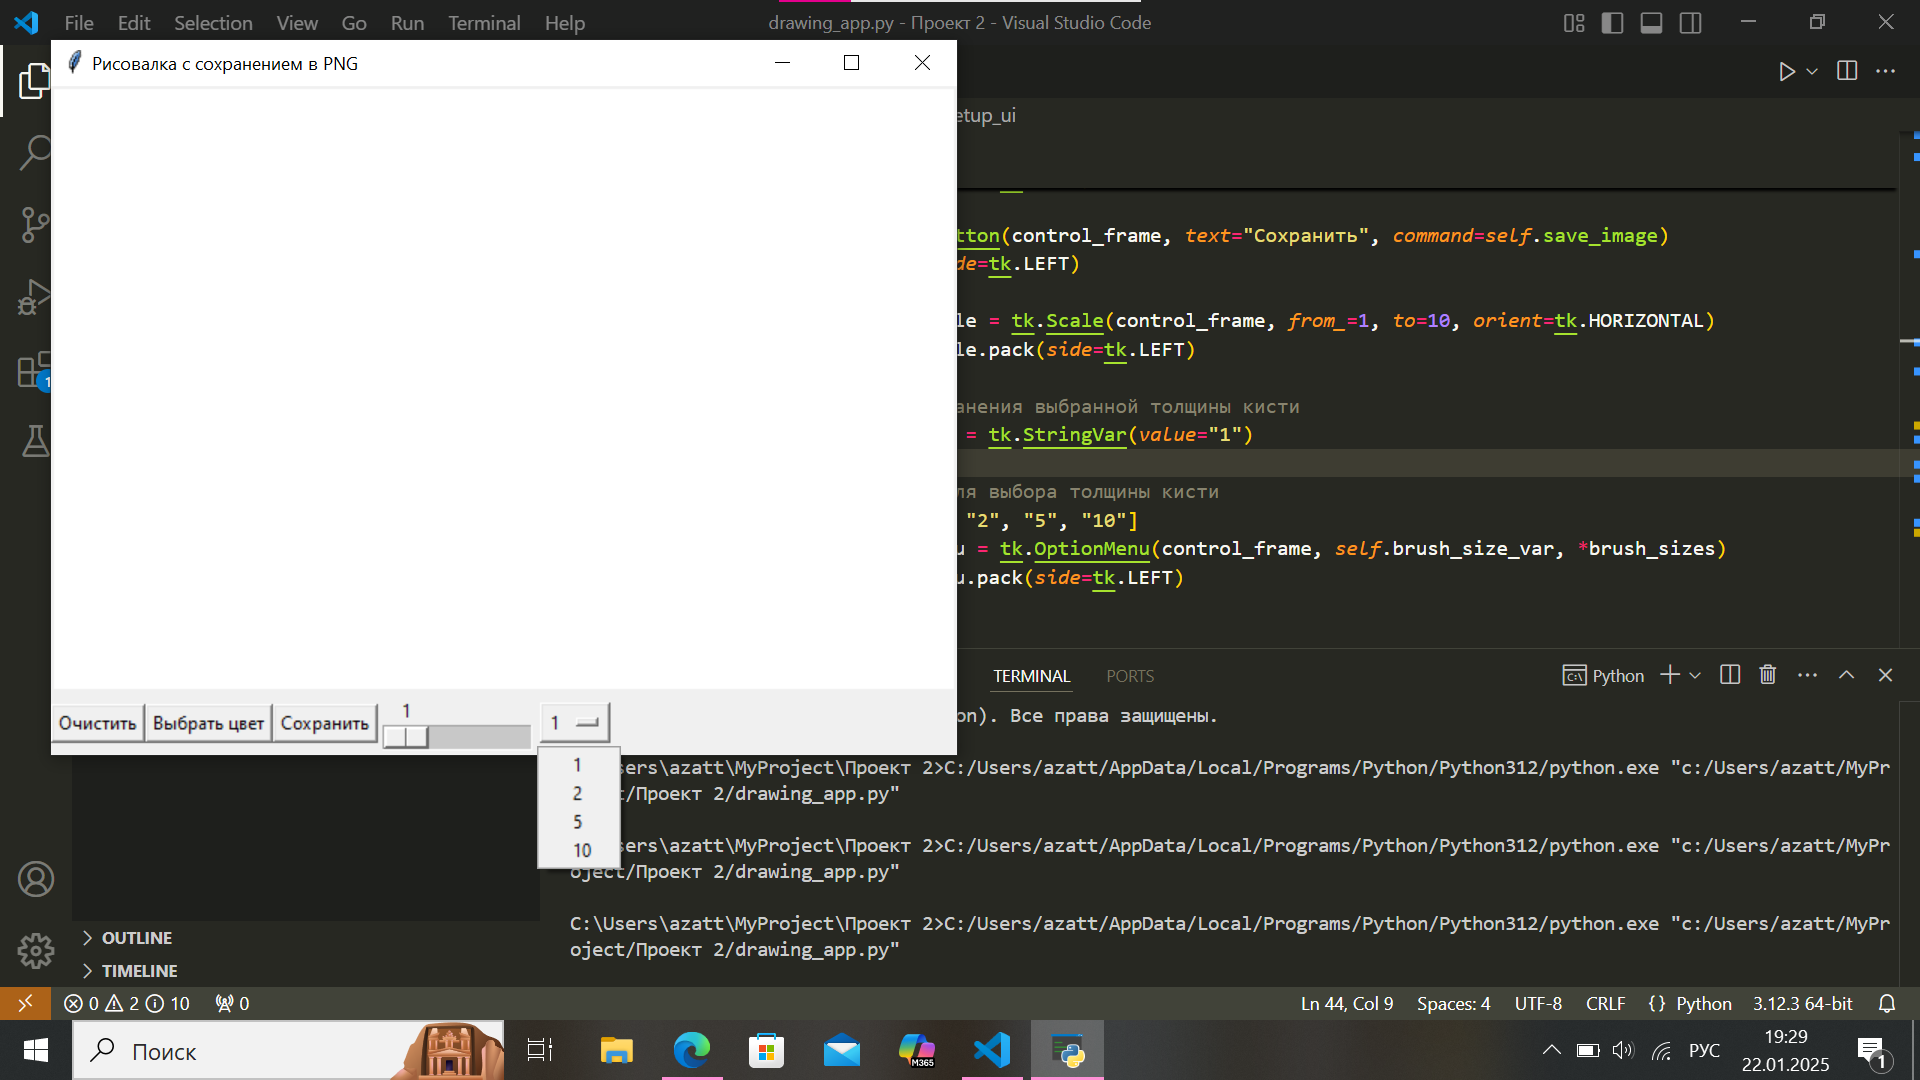 File Edit Selection View Go Run Terminal Help
drawing_app.py - Проект 2 - Visual Studio Code
Рисовалка с сохранением в PNG
etup_ui
tton(control_frame, text="Сохранить", command=self.save_image)
de=tk.LEFT)
le = tk.Scale(control_frame, from_=1, to=10, orient=tk.HORIZONTAL)
le.pack(side=tk.LEFT)
анения выбранной толщины кисти
= tk.StringVar(value="1")
ля выбора толщины кисти
"2", "5", "10"]
u = tk.OptionMenu(control_frame, self.brush_size_var, *brush_sizes)
u.pack(side=tk.LEFT)
1
TERMINAL PORTS
Python
Очистить Выбрать цвет Сохранить 1 1
1
2
5
10
on). Все права защищены.
sers\azatt\MyProject\Проект 2>C:/Users/azatt/AppData/Local/Programs/Python/Python312/python.exe "c:/Users/azatt/MyPr
t/Проект 2/drawing_app.py"
sers\azatt\MyProject\Проект 2>C:/Users/azatt/AppData/Local/Programs/Python/Python312/python.exe "c:/Users/azatt/MyPr
oject/Проект 2/drawing_app.py"
C:\Users\azatt\MyProject\Проект 2>C:/Users/azatt/AppData/Local/Programs/Python/Python312/python.exe "c:/Users/azatt/MyPr
oject/Проект 2/drawing_app.py"
OUTLINE
TIMELINE
0 2 10 0
Ln 44, Col 9 Spaces: 4 UTF-8 CRLF {} Python 3.12.3 64-bit
Поиск
M365
РУС
19:29
22.01.2025
1